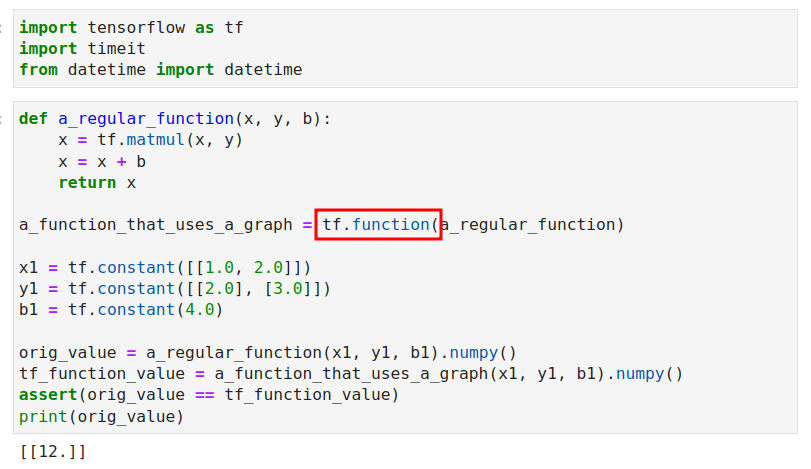 import tensorflow as tf
import timeit
from datetime import datetime
def a_regular_function(x, y, b):
    x = tf.matmul(x, y)
    x = x + b
    return x
a_function_that_uses_a_graph = tf.function(a_regular_function)
x1 = tf.constant([[1.0, 2.0]])
y1 = tf.constant([[2.0], [3.0]])
b1 = tf.constant(4.0)
orig_value = a_regular_function(x1, y1, b1).numpy()
tf_function_value = a_function_that_uses_a_graph(x1, y1, b1).numpy()
assert(orig_value == tf_function_value)
print(orig_value)
[[12.]]